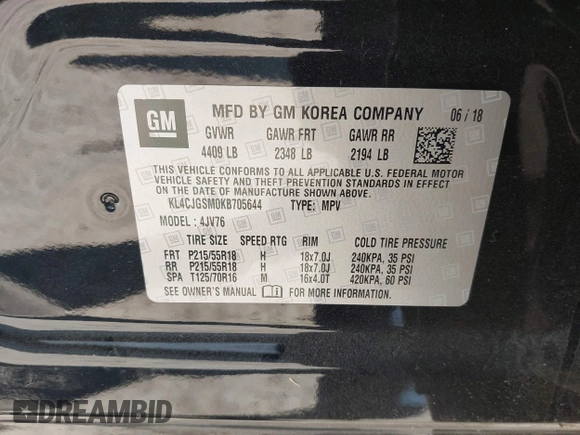 GM
MFD BY GM KOREA COMPANY 06 / 18
GVWR GAWR FRT GAWR RR
4409 LB 2348 LB 2194 LB
THIS VEHICLE CONFORMS TO ALL APPLICABLE U.S. FEDERAL MOTOR
VEHICLE SAFETY, BUMPER, AND THEFT PREVENTION STANDARDS
IN EFFECT ON THE DATE OF MANUFACTURE SHOWN ABOVE.
KL4CJGSM0KB705644 TYPE: MPV
MODEL: 4JV76
TIRE SIZE SPEED RTG RIM COLD TIRE PRESSURE
FRT P215/55R18 H 18x7.0J 240KPA, 35 PSI
RR P215/55R18 H 18x7.0J 240KPA, 35 PSI
SPA T125/70R16 M 16x4.0T 420KPA, 60 PSI
SEE OWNER'S MANUAL FOR MORE INFORMATION
DREAMBID